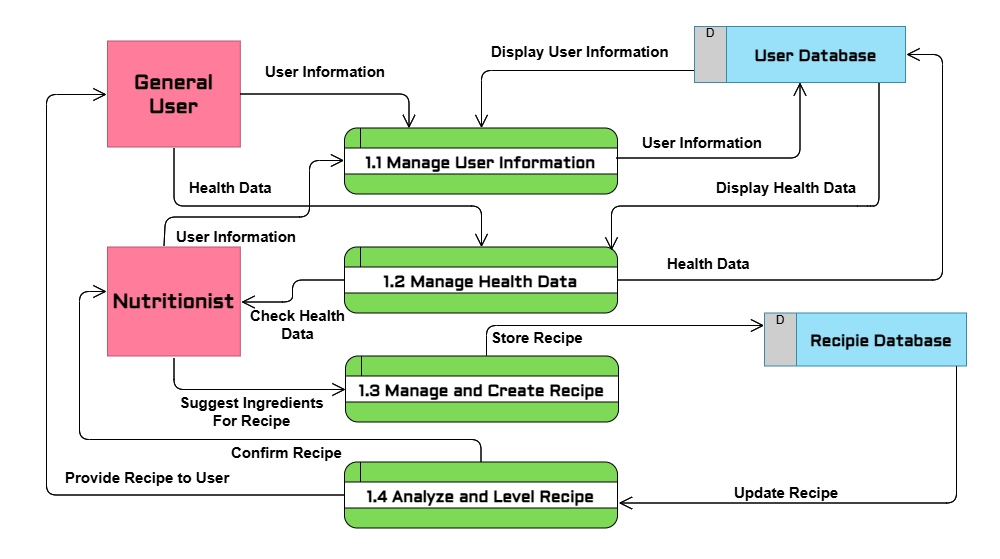 D
Display User Information
User Database
General
User
User Information
1.1 Manage User Information
User Information
Health Data
Display Health Data
User Information
1.2 Manage Health Data
Health Data
Nutritionist
Check Health
Data
D
Store Recipe
Recipie Database
1.3 Manage and Create Recipe
Suggest Ingredients
For Recipe
Confirm Recipe
Provide Recipe to User
1.4 Analyze and Level Recipe
Update Recipe